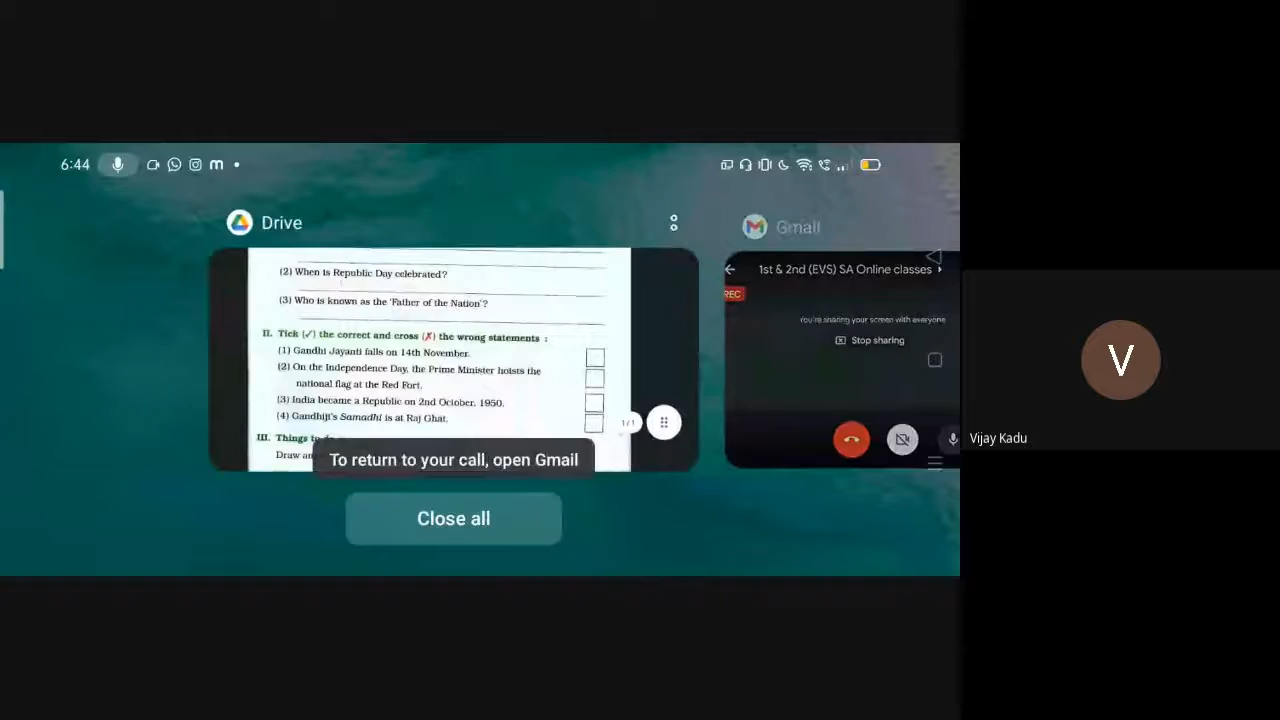 6:44
Drive
Gmail
(2) When is Republic Day celebrated?
(3) Who is known as the 'Father of the Nation'?
II. Tick (✓) the correct and cross (✗) the wrong statements :
(1) Gandhi Jayanti falls on 14th November.
(2) On the Independence Day, the Prime Minister hoists the
national flag at the Red Fort.
(3) India became a Republic on 2nd October, 1950.
(4) Gandhiji's Samadhi is at Raj Ghat.
1/1
III. Things to
Draw
To return to your call, open Gmail
Close all
1st & 2nd (EVS) SA Online classes
REC
You're sharing your screen with everyone
Stop sharing
V
Vijay Kadu